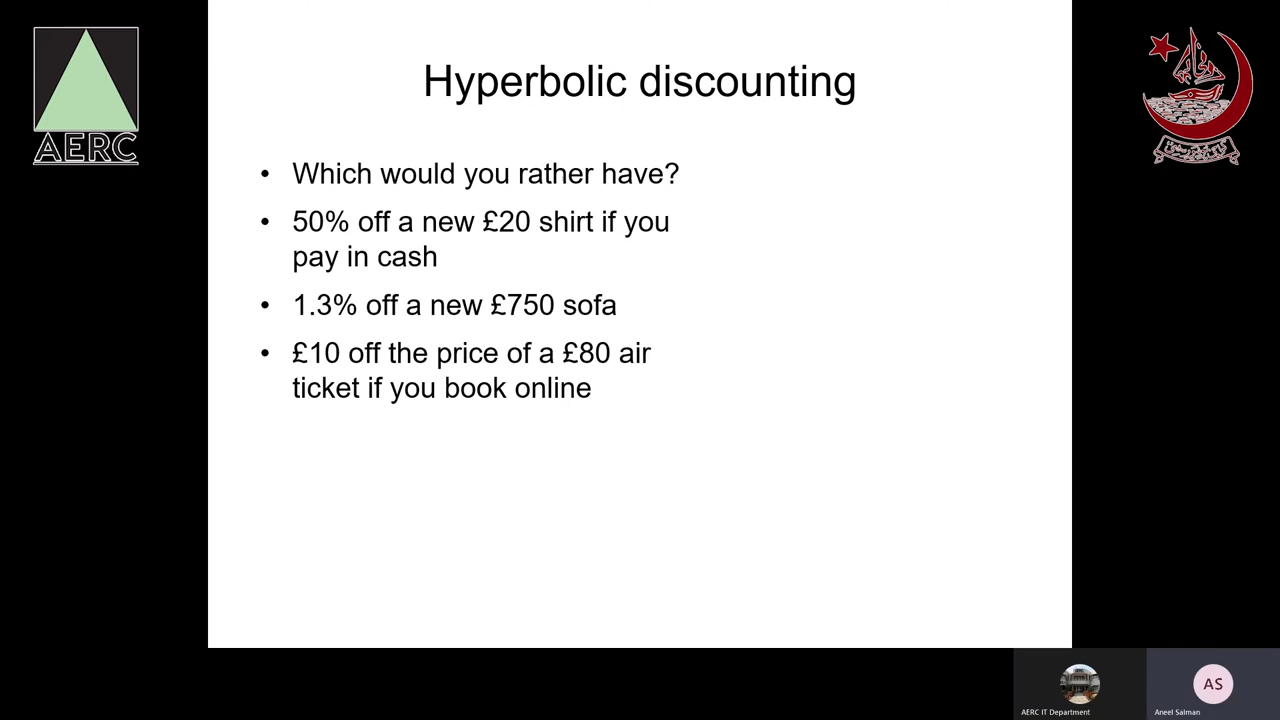 AERC
Hyperbolic discounting
• Which would you rather have?
• 50% off a new £20 shirt if you
pay in cash
• 1.3% off a new £750 sofa
• £10 off the price of a £80 air
ticket if you book online
AS
AERC IT Department
Aneel Salman